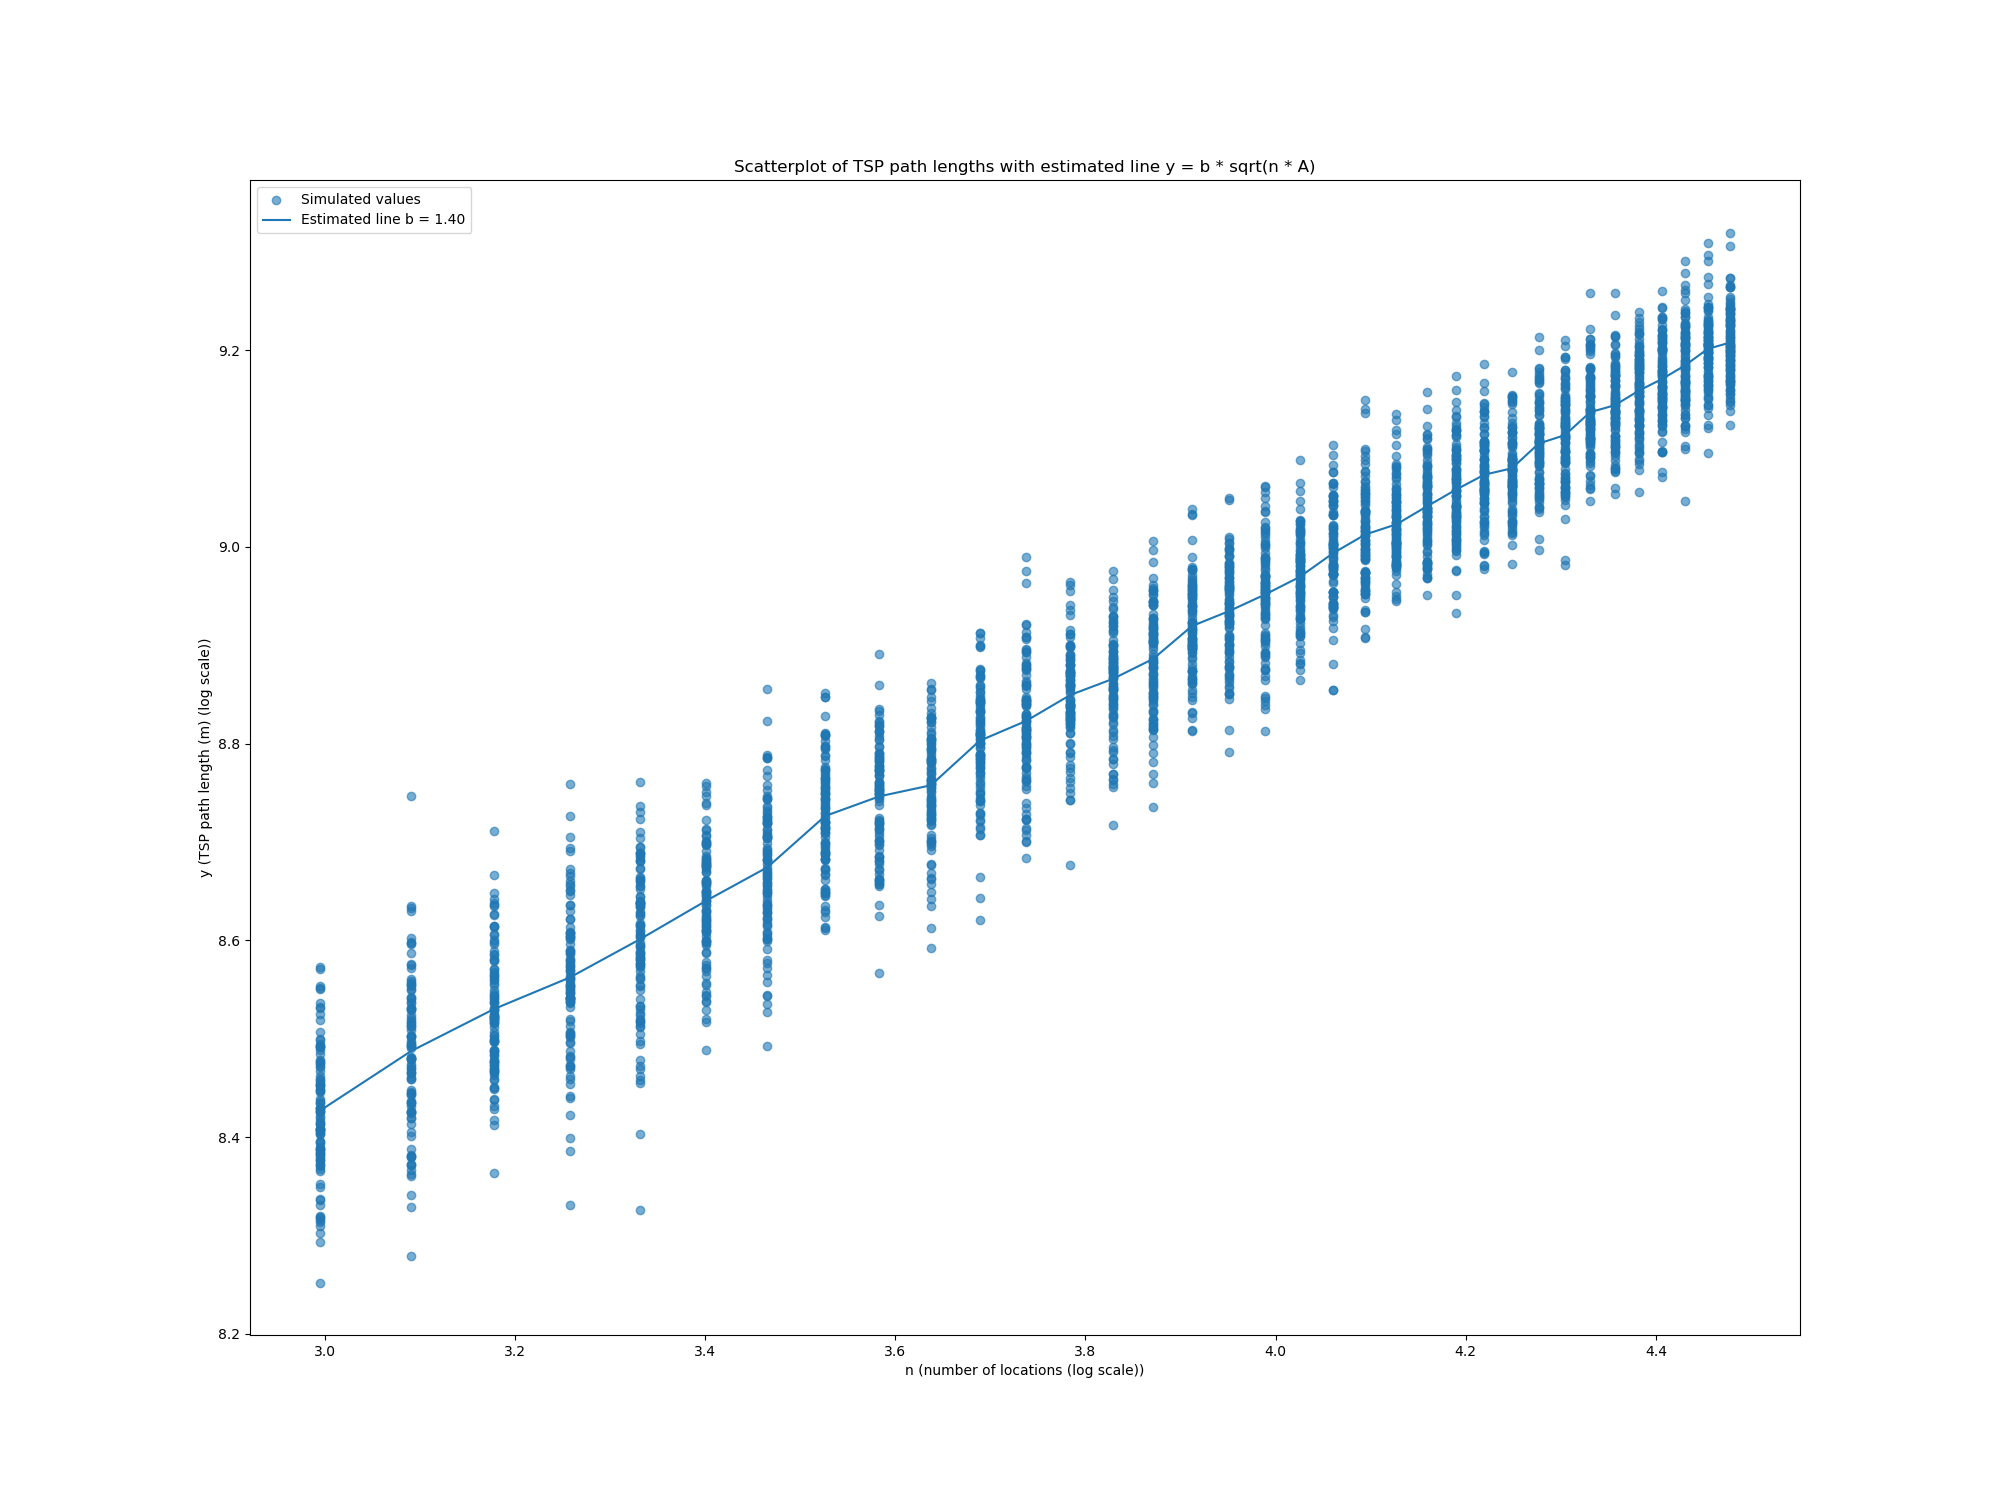 Scatterplot of TSP path lengths with estimated line y = b * sqrt(n * A)
Simulated values
Estimated line b = 1.40
9.2
9.0
8.8
8.6
8.4
8.2
y (TSP path length (m) (log scale))
3.0 3.2 3.4 3.6 3.8 4.0 4.2 4.4
n (number of locations (log scale))